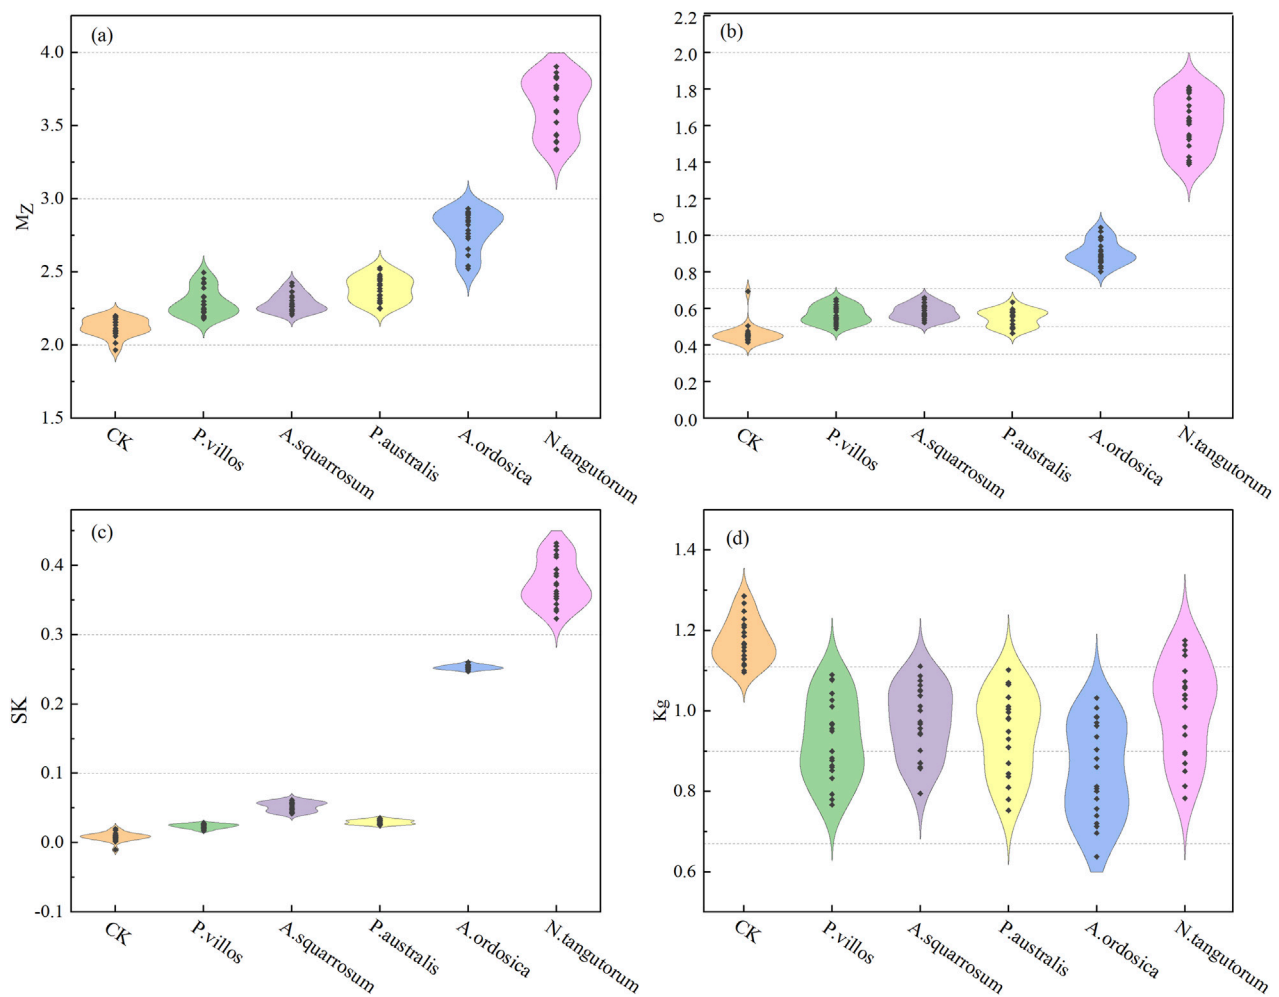 (a)
4.0
3.5
3.0
2.5
2.0
1.5
MZ
CK
P.villos
A.squarrosum
P.australis
A.ordosica
N.tangutorum
(b)
2.2
2.0
1.8
1.6
1.4
1.2
1.0
0.8
0.6
0.4
0.2
0.0
σ
CK
P.villos
A.squarrosum
P.australis
A.ordosica
N.tangutorum
(c)
0.4
0.3
0.2
0.1
0.0
-0.1
SK
CK
P.villos
A.squarrosum
P.australis
A.ordosica
N.tangutorum
(d)
1.4
1.2
1.0
0.8
0.6
Kg
CK
P.villos
A.squarrosum
P.australis
A.ordosica
N.tangutorum